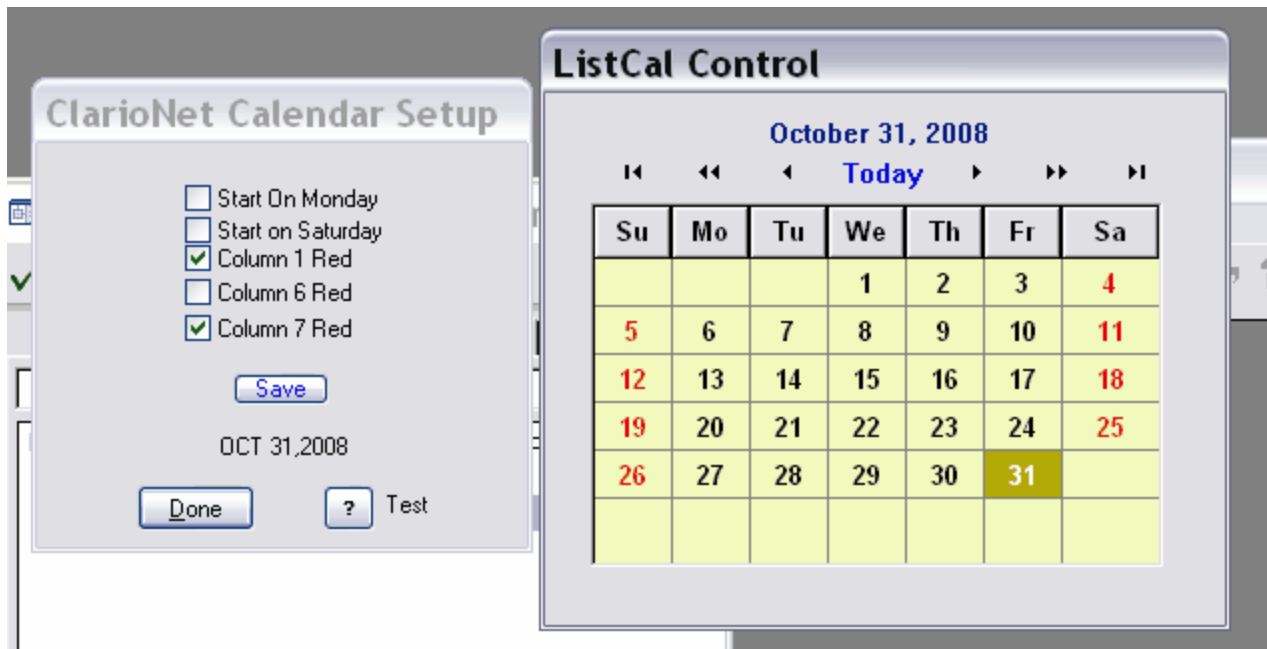 ClarioNet Calendar Setup
Start On Monday
Start on Saturday
Column 1 Red
Column 6 Red
Column 7 Red
Save
OCT 31,2008
Done
? Test
ListCal Control
October 31, 2008
Today
Su Mo Tu We Th Fr Sa
1 2 3 4
5 6 7 8 9 10 11
12 13 14 15 16 17 18
19 20 21 22 23 24 25
26 27 28 29 30 31